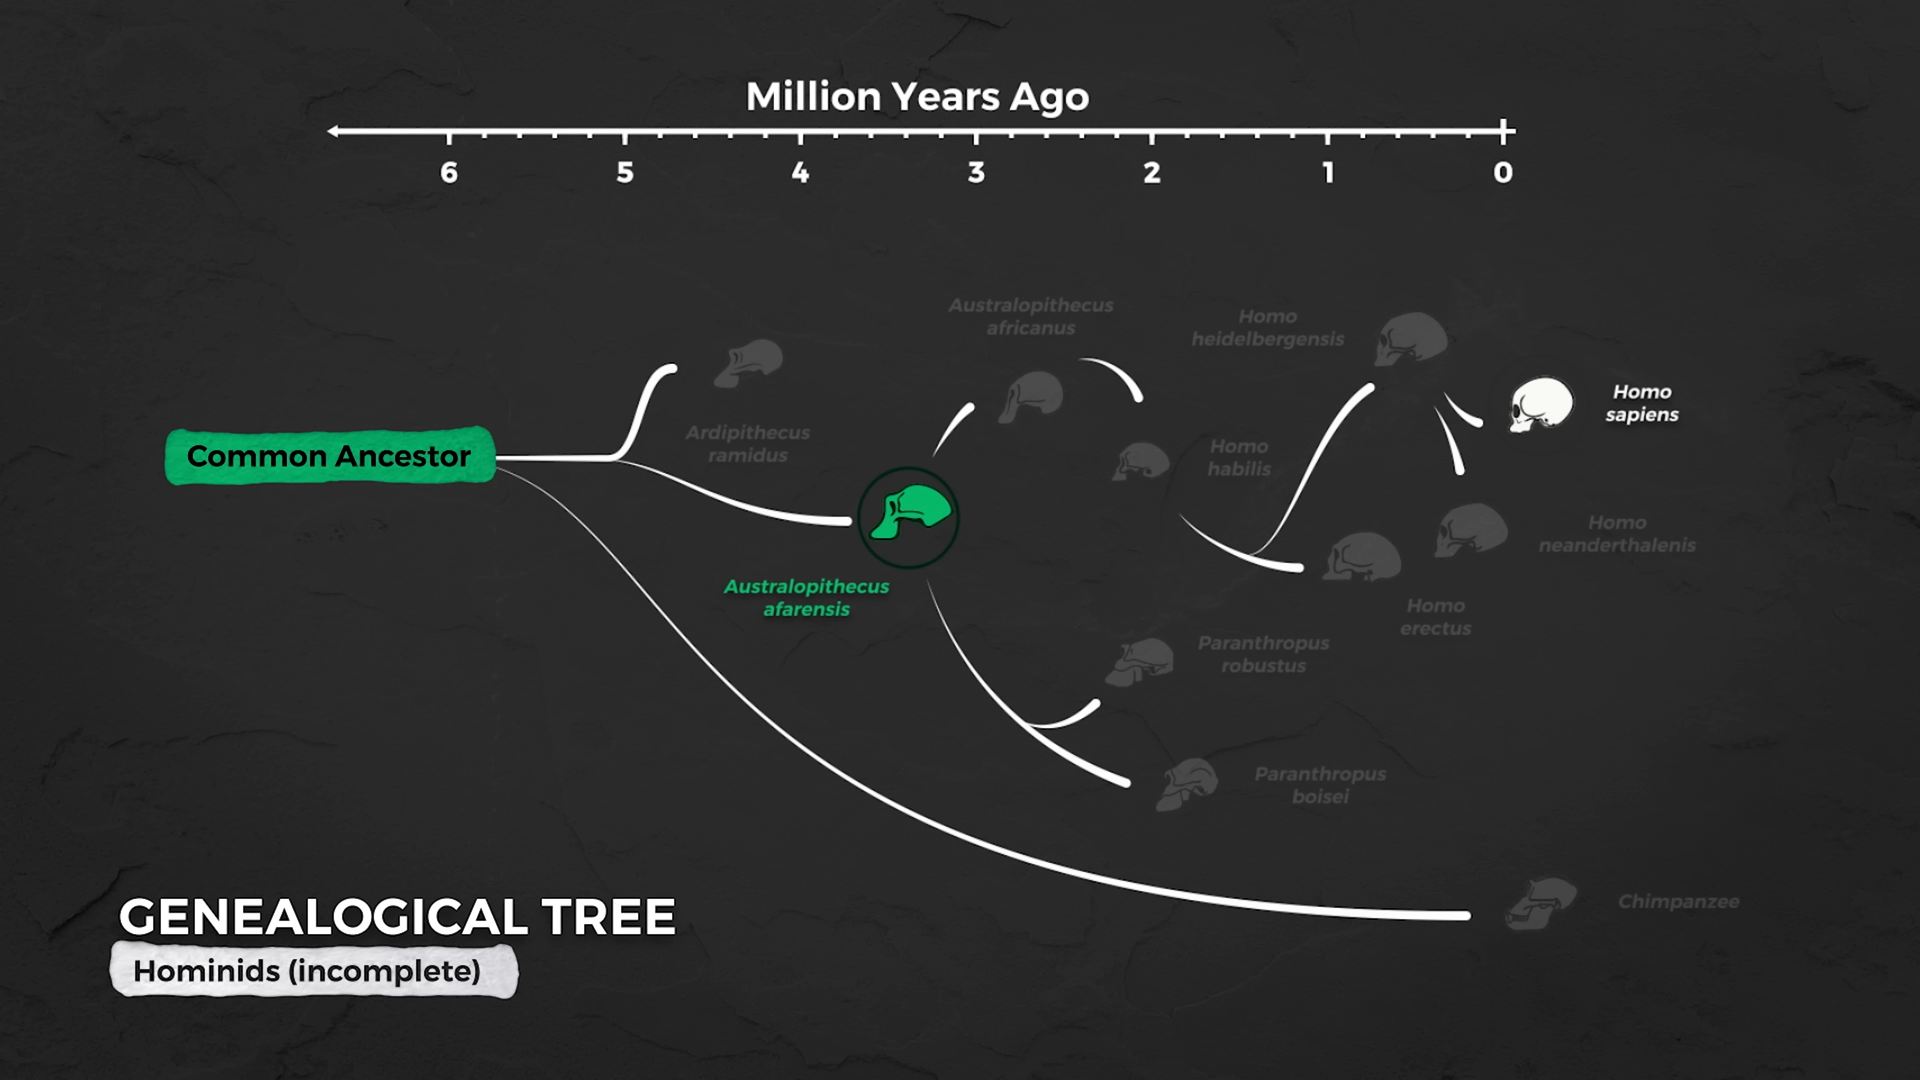 Million Years Ago
6 5 4 3 2 1 0
Australopithecus
africanus
Homo
heidelbergensis
Homo
sapiens
Ardipithecus
ramidus
Homo
habilis
Common Ancestor
Homo
neanderthalenis
Australopithecus
afarensis
Homo
erectus
Paranthropus
robustus
Paranthropus
boisei
Chimpanzee
GENEALOGICAL TREE
Hominids (incomplete)